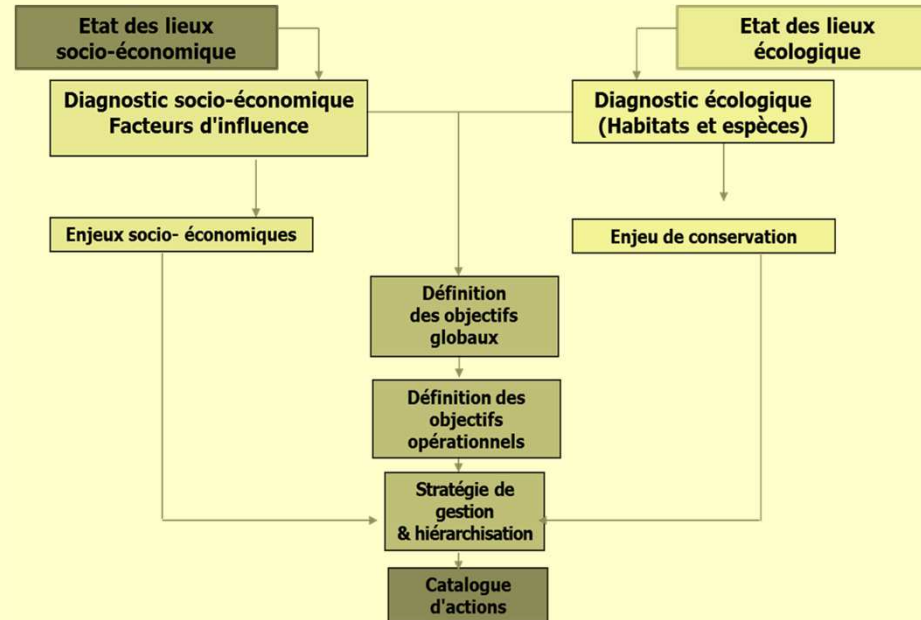 Etat des lieux
socio-économique
Etat des lieux
écologique
Diagnostic socio-économique
Facteurs d'influence
Diagnostic écologique
(Habitats et espèces)
Enjeux socio- économiques
Enjeu de conservation
Définition
des objectifs
globaux
Définition des
objectifs
opérationnels
Stratégie de
gestion
& hiérarchisation
Catalogue
d'actions